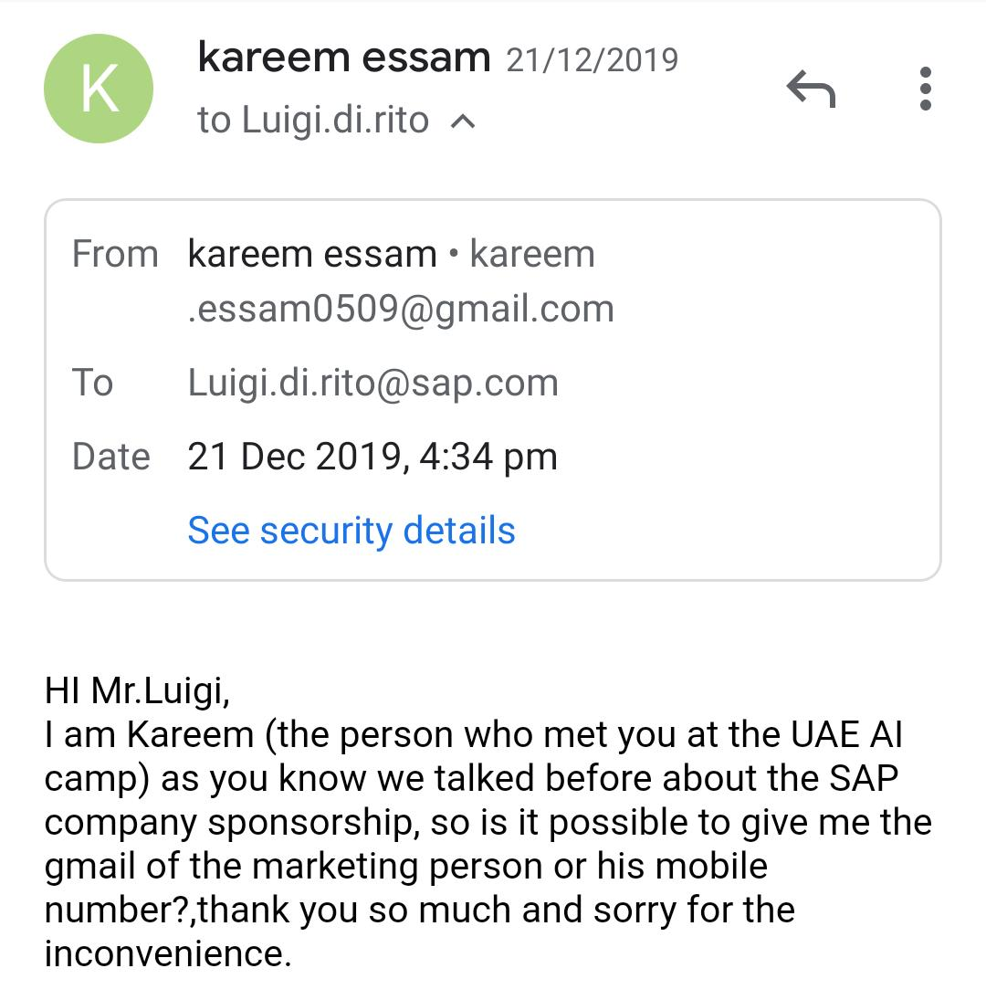 K
kareem essam 21/12/2019
to Luigi.di.rito
From kareem essam • kareem
.essam0509@gmail.com
To Luigi.di.rito@sap.com
Date 21 Dec 2019, 4:34 pm
See security details
HI Mr.Luigi,
I am Kareem (the person who met you at the UAE AI
camp) as you know we talked before about the SAP
company sponsorship, so is it possible to give me the
gmail of the marketing person or his mobile
number?,thank you so much and sorry for the
inconvenience.